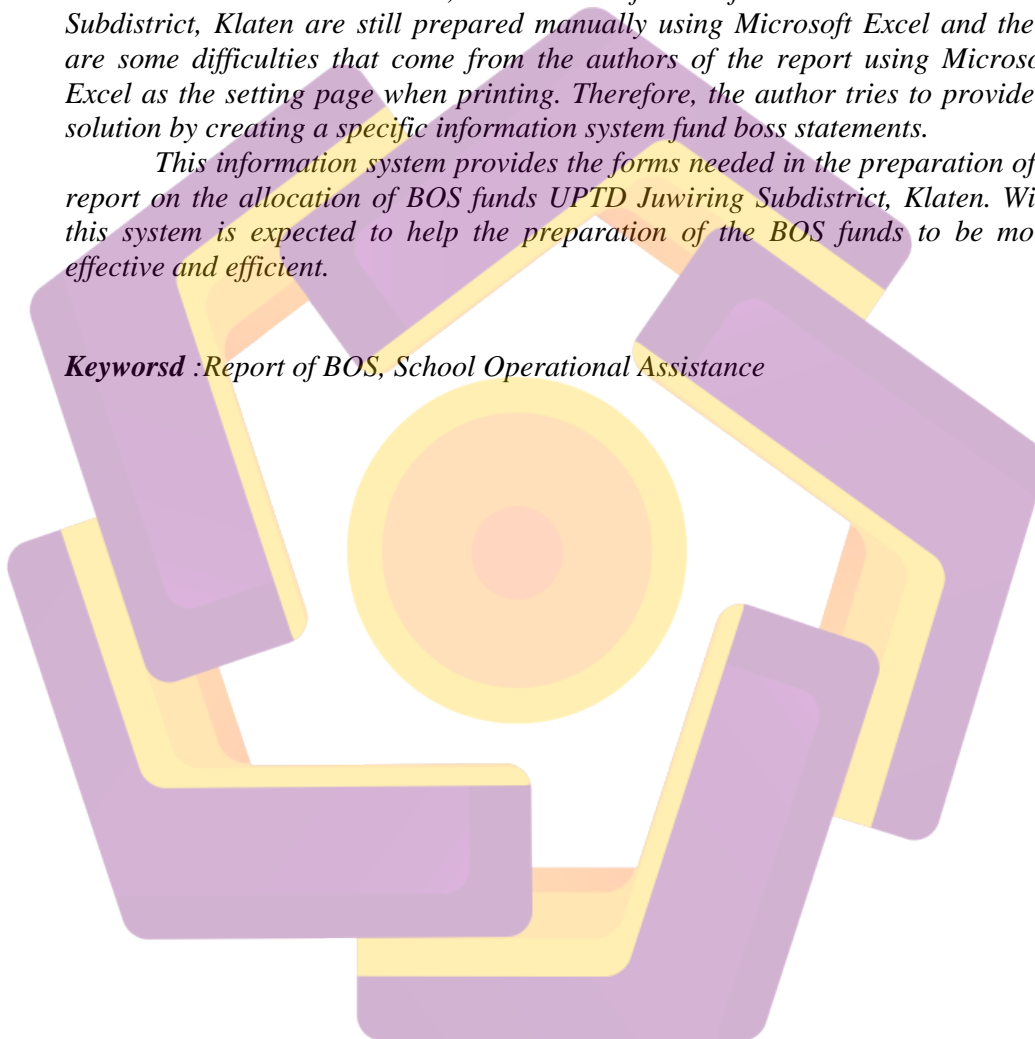 Subdistrict, Klaten are still prepared manually using Microsoft Excel and the
are some difficulties that come from the authors of the report using Microso
Excel as the setting page when printing. Therefore, the author tries to provide
solution by creating a specific information system fund boss statements.
This information system provides the forms needed in the preparation of
report on the allocation of BOS funds UPTD Juwiring Subdistrict, Klaten. Wi
this system is expected to help the preparation of the BOS funds to be mo
effective and efficient.
Keyworsd :Report of BOS, School Operational Assistance